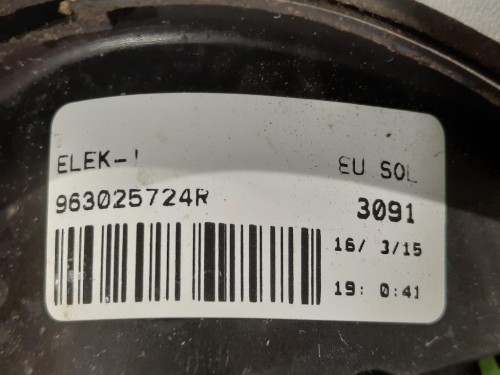 ELEK- EU SOL
963025724R 3091
16/ 3/15
19: 0:41